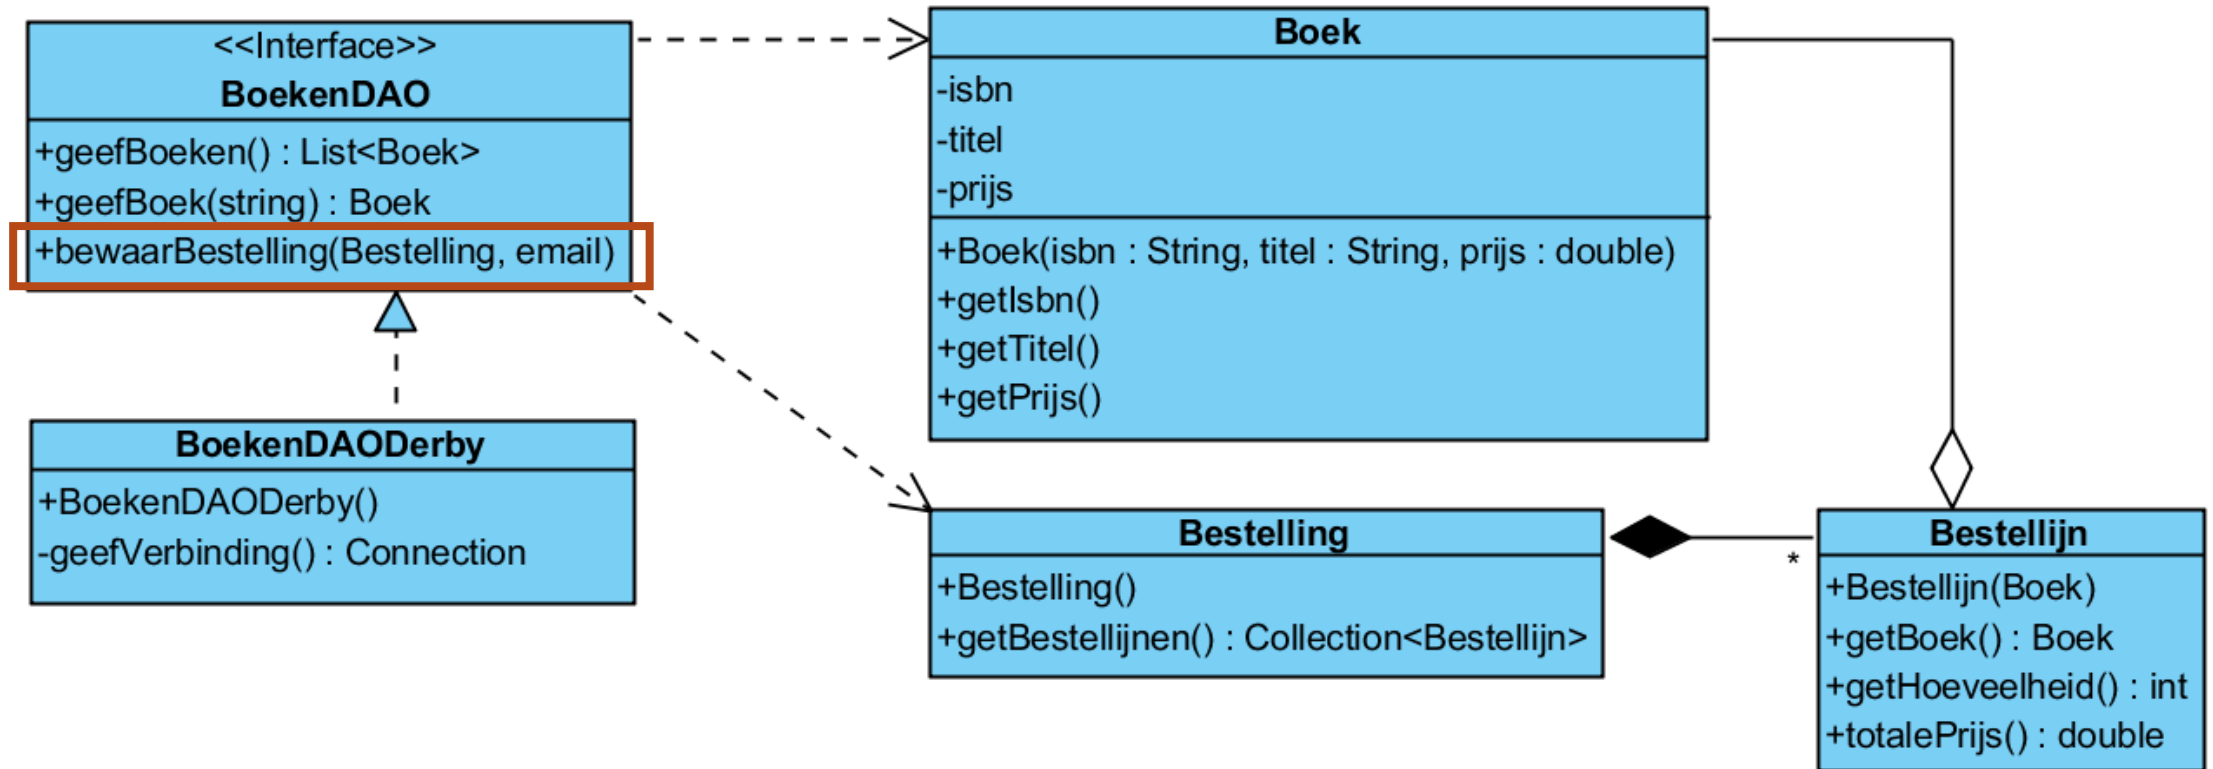 <<Interface>>
BoekenDAO
+geefBoeken() : List<Boek>
+geefBoek(string) : Boek
+bewaarBestelling(Bestelling, email)
BoekenDAODerby
+BoekenDAODerby()
-geefVerbinding() : Connection
Boek
-isbn
-titel
-prijs
+Boek(isbn : String, titel : String, prijs : double)
+getIsbn()
+getTitel()
+getPrijs()
Bestelling
+Bestelling()
+getBestellijnen() : Collection<Bestellijn>
*
Bestellijn
+Bestellijn(Boek)
+getBoek() : Boek
+getHoeveelheid() : int
+totalePrijs() : double